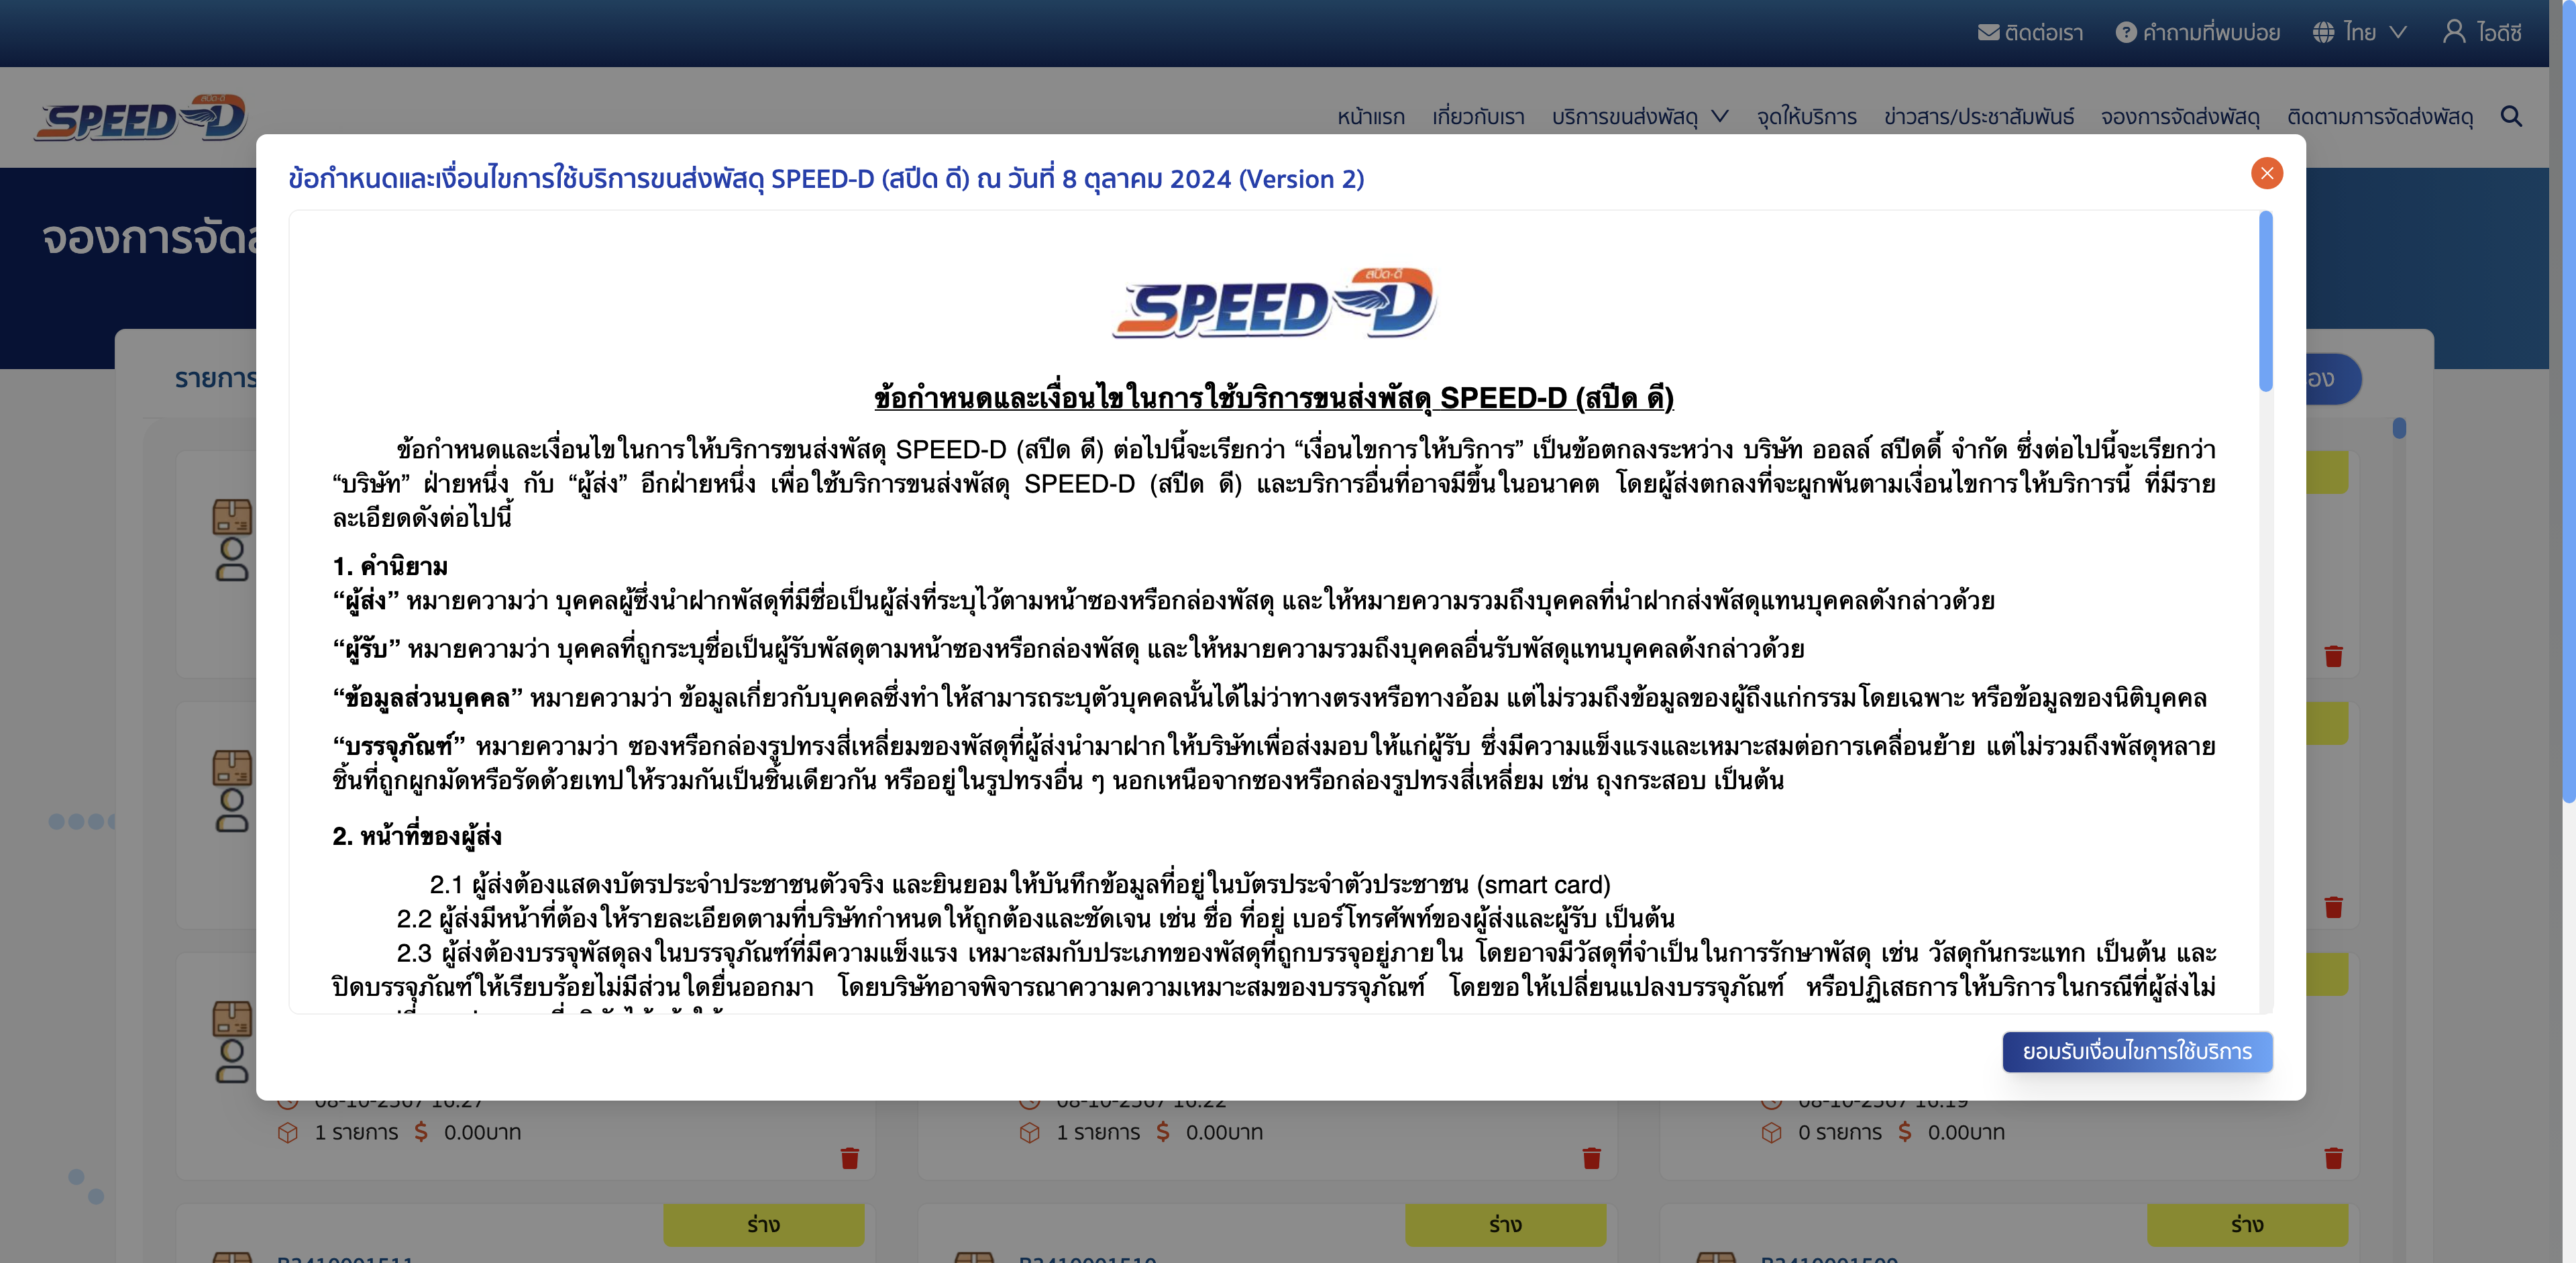 ติดต่อเรา คำถามที่พบบ่อย ไทย ไอดีซี
สปีด-ดี
SPEED-D
หน้าแรก เกี่ยวกับเรา บริการขนส่งพัสดุ จุดให้บริการ ข่าวสาร/ประชาสัมพันธ์ จองการจัดส่งพัสดุ ติดตามการจัดส่งพัสดุ
ข้อกำหนดและเงื่อนไขการใช้บริการขนส่งพัสดุ SPEED-D (สปีด ดี) ณ วันที่ 8 ตุลาคม 2024 (Version 2)
จองการจัดส
รายการ
อง
สปีด-ดี
SPEED-D
ข้อกำหนดและเงื่อนไขในการใช้บริการขนส่งพัสดุ SPEED-D (สปีด ดี)
ข้อกำหนดและเงื่อนไขในการให้บริการขนส่งพัสดุ SPEED-D (สปีด ดี) ต่อไปนี้จะเรียกว่า “เงื่อนไขการให้บริการ” เป็นข้อตกลงระหว่าง บริษัท ออลล์ สปีดดี้ จำกัด ซึ่งต่อไปนี้จะเรียกว่า
“บริษัท” ฝ่ายหนึ่ง กับ “ผู้ส่ง” อีกฝ่ายหนึ่ง เพื่อใช้บริการขนส่งพัสดุ SPEED-D (สปีด ดี) และบริการอื่นที่อาจมีขึ้นในอนาคต โดยผู้ส่งตกลงที่จะผูกพันตามเงื่อนไขการให้บริการนี้ ที่มีราย
ละเอียดดังต่อไปนี้
1. คำนิยาม
“ผู้ส่ง” หมายความว่า บุคคลผู้ซึ่งนำฝากพัสดุที่มีชื่อเป็นผู้ส่งที่ระบุไว้ตามหน้าซองหรือกล่องพัสดุ และให้หมายความรวมถึงบุคคลที่นำฝากส่งพัสดุแทนบุคคลดังกล่าวด้วย
“ผู้รับ” หมายความว่า บุคคลที่ถูกระบุชื่อเป็นผู้รับพัสดุตามหน้าซองหรือกล่องพัสดุ และให้หมายความรวมถึงบุคคลอื่นรับพัสดุแทนบุคคลด้งกล่าวด้วย
“ข้อมูลส่วนบุคคล” หมายความว่า ข้อมูลเกี่ยวกับบุคคลซึ่งทำให้สามารถระบุตัวบุคคลนั้นได้ไม่ว่าทางตรงหรือทางอ้อม แต่ไม่รวมถึงข้อมูลของผู้ถึงแก่กรรมโดยเฉพาะ หรือข้อมูลของนิติบุคคล
“บรรจุภัณฑ์” หมายความว่า ซองหรือกล่องรูปทรงสี่เหลี่ยมของพัสดุที่ผู้ส่งนำมาฝากให้บริษัทเพื่อส่งมอบให้แก่ผู้รับ ซึ่งมีความแข็งแรงและเหมาะสมต่อการเคลื่อนย้าย แต่ไม่รวมถึงพัสดุหลาย
ชิ้นที่ถูกผูกมัดหรือรัดด้วยเทปให้รวมกันเป็นชิ้นเดียวกัน หรืออยู่ในรูปทรงอื่น ๆ นอกเหนือจากซองหรือกล่องรูปทรงสี่เหลี่ยม เช่น ถุงกระสอบ เป็นต้น
2. หน้าที่ของผู้ส่ง
2.1 ผู้ส่งต้องแสดงบัตรประจำประชาชนตัวจริง และยินยอมให้บันทึกข้อมูลที่อยู่ในบัตรประจำตัวประชาชน (smart card)
2.2 ผู้ส่งมีหน้าที่ต้องให้รายละเอียดตามที่บริษัทกำหนดให้ถูกต้องและชัดเจน เช่น ชื่อ ที่อยู่ เบอร์โทรศัพท์ของผู้ส่งและผู้รับ เป็นต้น
2.3 ผู้ส่งต้องบรรจุพัสดุลงในบรรจุภัณฑ์ที่มีความแข็งแรง เหมาะสมกับประเภทของพัสดุที่ถูกบรรจุอยู่ภายใน โดยอาจมีวัสดุที่จำเป็นในการรักษาพัสดุ เช่น วัสดุกันกระแทก เป็นต้น และ
ปิดบรรจุภัณฑ์ให้เรียบร้อยไม่มีส่วนใดยื่นออกมา โดยบริษัทอาจพิจารณาความความเหมาะสมของบรรจุภัณฑ์ โดยขอให้เปลี่ยนแปลงบรรจุภัณฑ์ หรือปฏิเสธการให้บริการในกรณีที่ผู้ส่งไม่
ยอมรับเงื่อนไขการใช้บริการ
08-10-2567 16:27 08-10-2567 16:22 08-10-2567 16:19
1 รายการ 0.00บาท 1 รายการ 0.00บาท 0 รายการ 0.00บาท
ร่าง ร่าง ร่าง